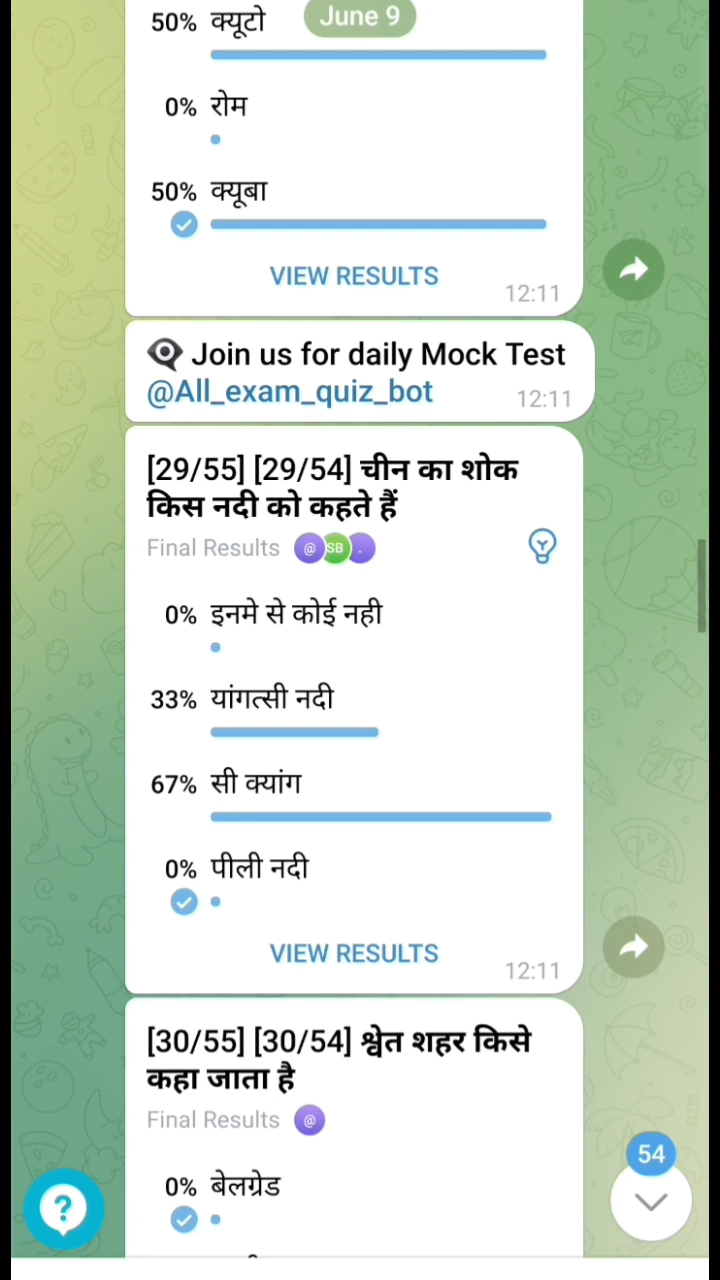 June 9
50% क्यूटो
0% रोम
50% क्यूबा
VIEW RESULTS
12:11
Join us for daily Mock Test
@All_exam_quiz_bot
12:11
[29/55] [29/54] चीन का शोक
किस नदी को कहते हैं
Final Results @ SB .
0% इनमे से कोई नही
33% यांगत्सी नदी
67% सी क्यांग
0% पीली नदी
VIEW RESULTS
12:11
[30/55] [30/54] श्वेत शहर किसे
कहा जाता है
Final Results @
54
0% बेलग्रेड
?